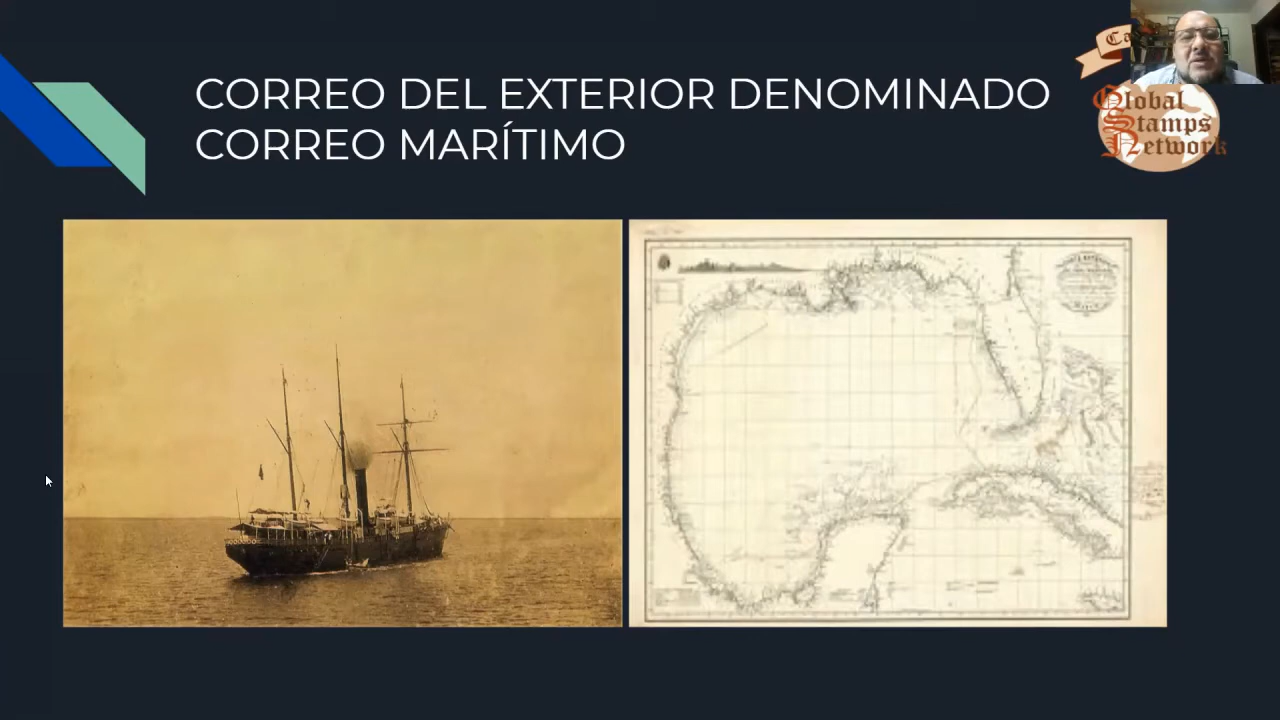 CORREO DEL EXTERIOR DENOMINADO
CORREO MARÍTIMO
Global
Stamps
Network